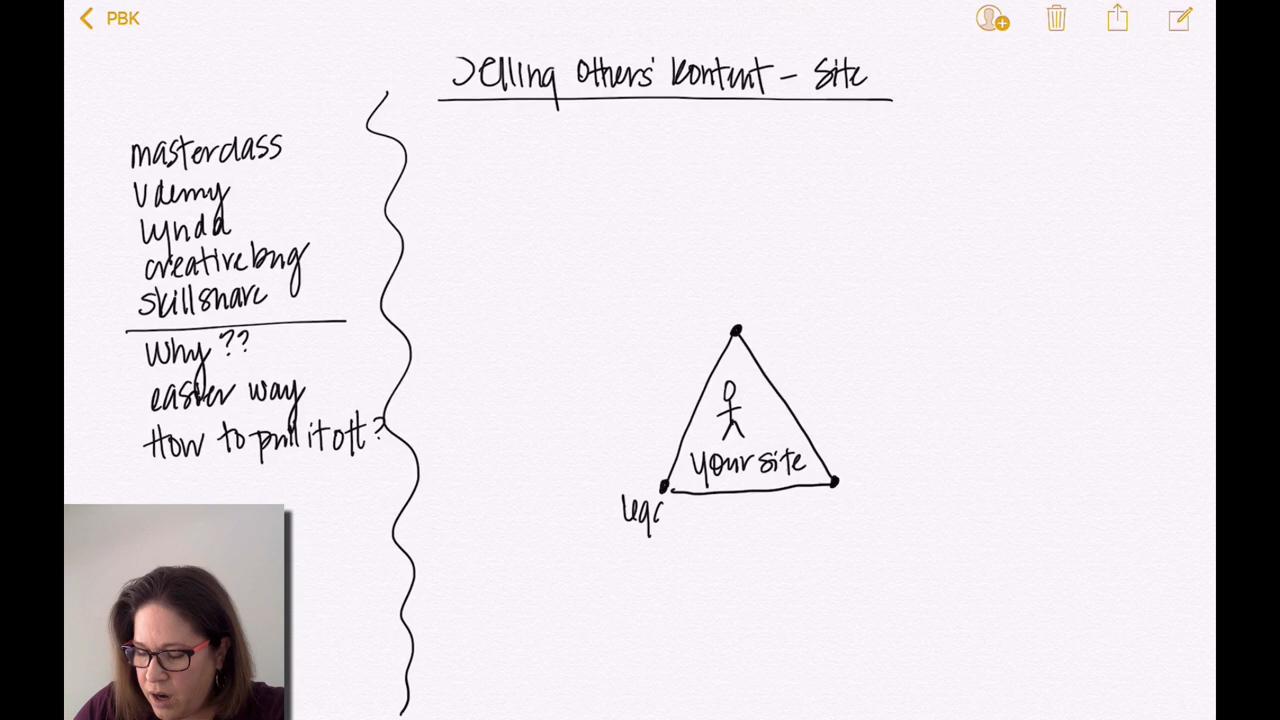 PBK
Selling Others' Kontent - Site
masterclass
Udemy
Lynda
creativebug
skillshare
Why ??
easier way
How to pull it off?
your site